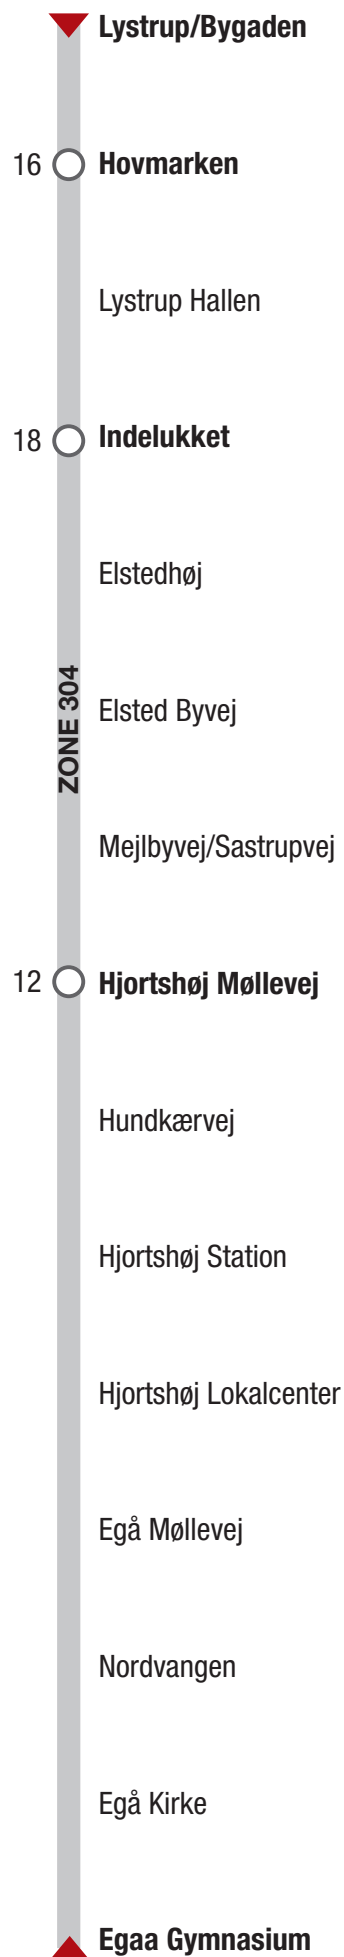 Lystrup/Bygaden
16 Hovmarken
Lystrup Hallen
18 Indelukket
Elstedhøj
ZONE 304
Elsted Byvej
Mejlbyvej/Sastrupvej
12 Hjortshøj Møllevej
Hundkærvej
Hjortshøj Station
Hjortshøj Lokalcenter
Egå Møllevej
Nordvangen
Egå Kirke
Egaa Gymnasium